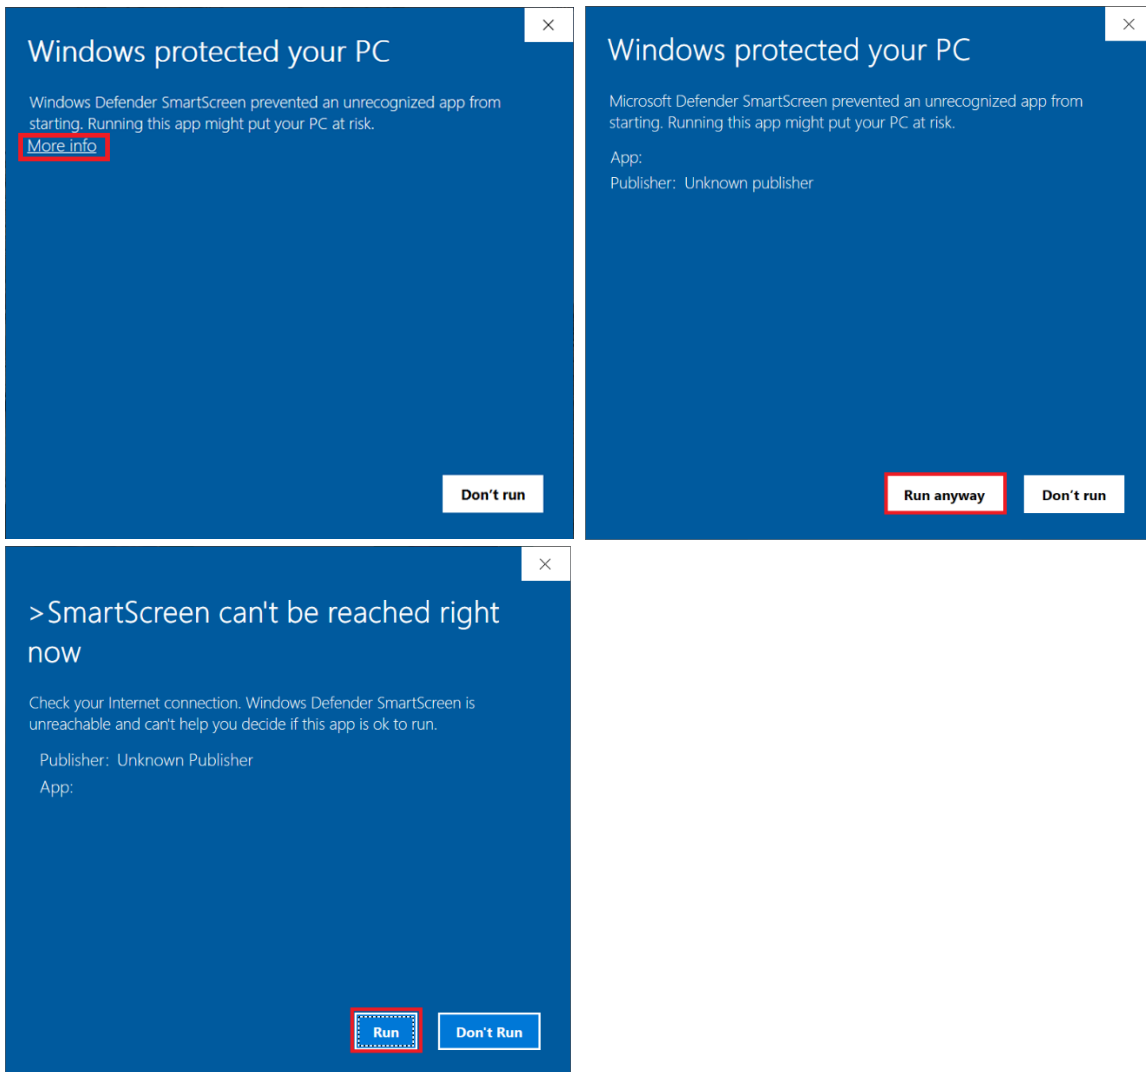 Windows protected your PC
Windows Defender SmartScreen prevented an unrecognized app from
starting. Running this app might put your PC at risk.
More info
Don't run
Windows protected your PC
Microsoft Defender SmartScreen prevented an unrecognized app from
starting. Running this app might put your PC at risk.
App:
Publisher: Unknown publisher
Run anyway Don't run
>SmartScreen can't be reached right
now
Check your Internet connection. Windows Defender SmartScreen is
unreachable and can't help you decide if this app is ok to run.
Publisher: Unknown Publisher
App:
Run Don't Run